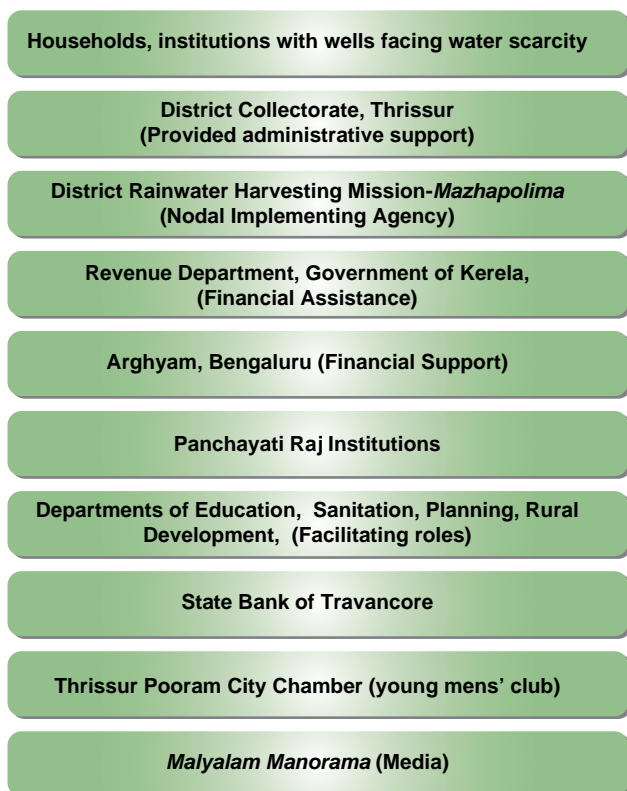 Households, institutions with wells facing water scarcity
District Collectorate, Thrissur
(Provided administrative support)
District Rainwater Harvesting Mission-Mazhapolima
(Nodal Implementing Agency)
Revenue Department, Government of Kerela,
(Financial Assistance)
Arghyam, Bengaluru (Financial Support)
Panchayati Raj Institutions
Departments of Education, Sanitation, Planning, Rural
Development, (Facilitating roles)
State Bank of Travancore
Thrissur Pooram City Chamber (young mens’ club)
Malyalam Manorama (Media)